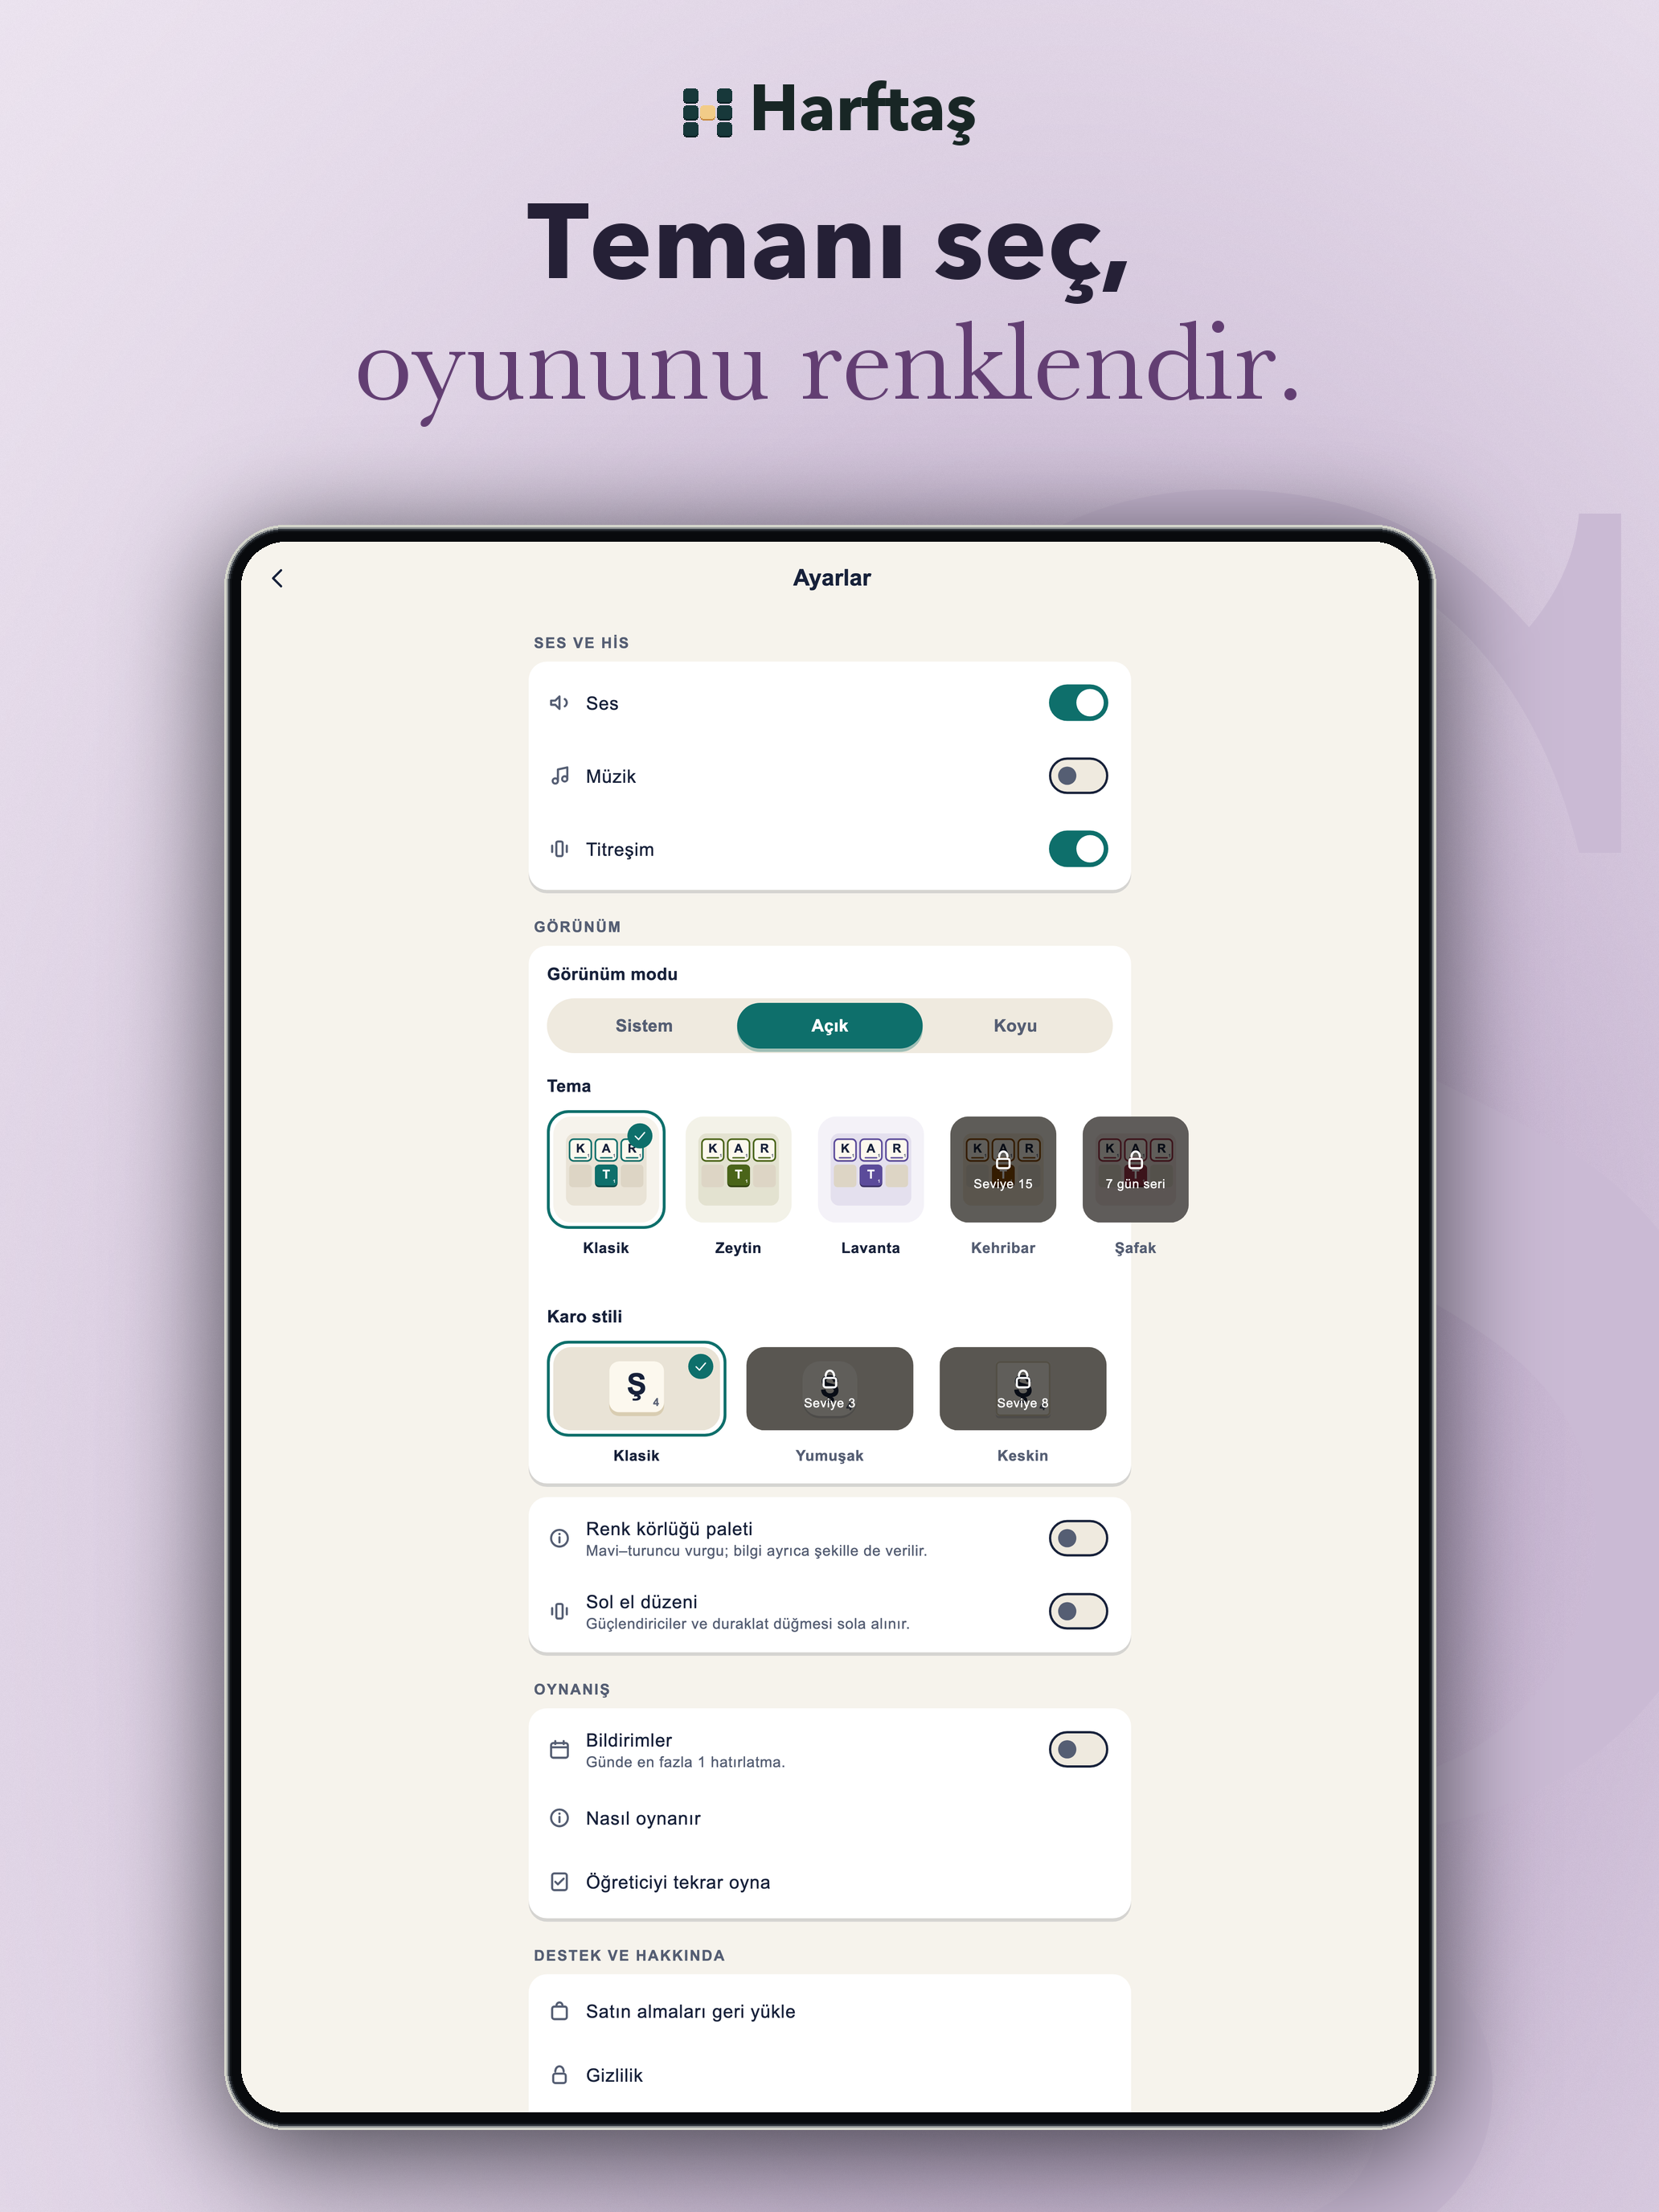 Harftaş
Temanı seç,
oyununu renklendir.
Ayarlar
SES VE HİS
Ses
Müzik
Titreşim
GÖRÜNÜM
Görünüm modu
Sistem Açık Koyu
Tema
K A R K A R K A R K A R K A R
T T T
Seviye 15 7 gün seri
Klasik Zeytin Lavanta Kehribar Şafak
Karo stili
Ş 4 Ş Ş
Seviye 3 Seviye 8
Klasik Yumuşak Keskin
Renk körlüğü paleti
Mavi–turuncu vurgu; bilgi ayrıca şekille de verilir.
Sol el düzeni
Güçlendiriciler ve duraklat düğmesi sola alınır.
OYNANIŞ
Bildirimler
Günde en fazla 1 hatırlatma.
Nasıl oynanır
Öğreticiyi tekrar oyna
DESTEK VE HAKKINDA
Satın almaları geri yükle
Gizlilik